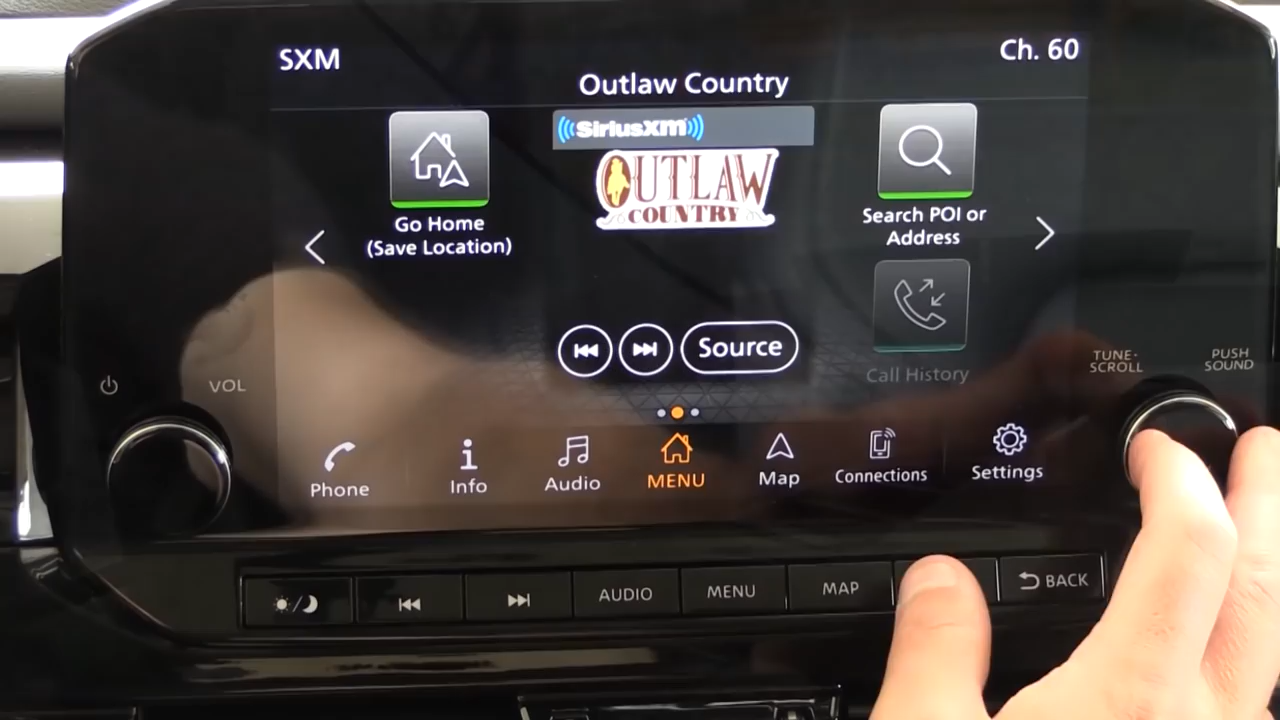 SXM
Ch. 60
Outlaw Country
SiriusXM
OUTLAW
COUNTRY
Go Home
(Save Location)
Search POI or
Address
Call History
Source
TUNE·
SCROLL
PUSH
SOUND
VOL
Phone
Info
Audio
MENU
Map
Connections
Settings
AUDIO
MENU
MAP
BACK